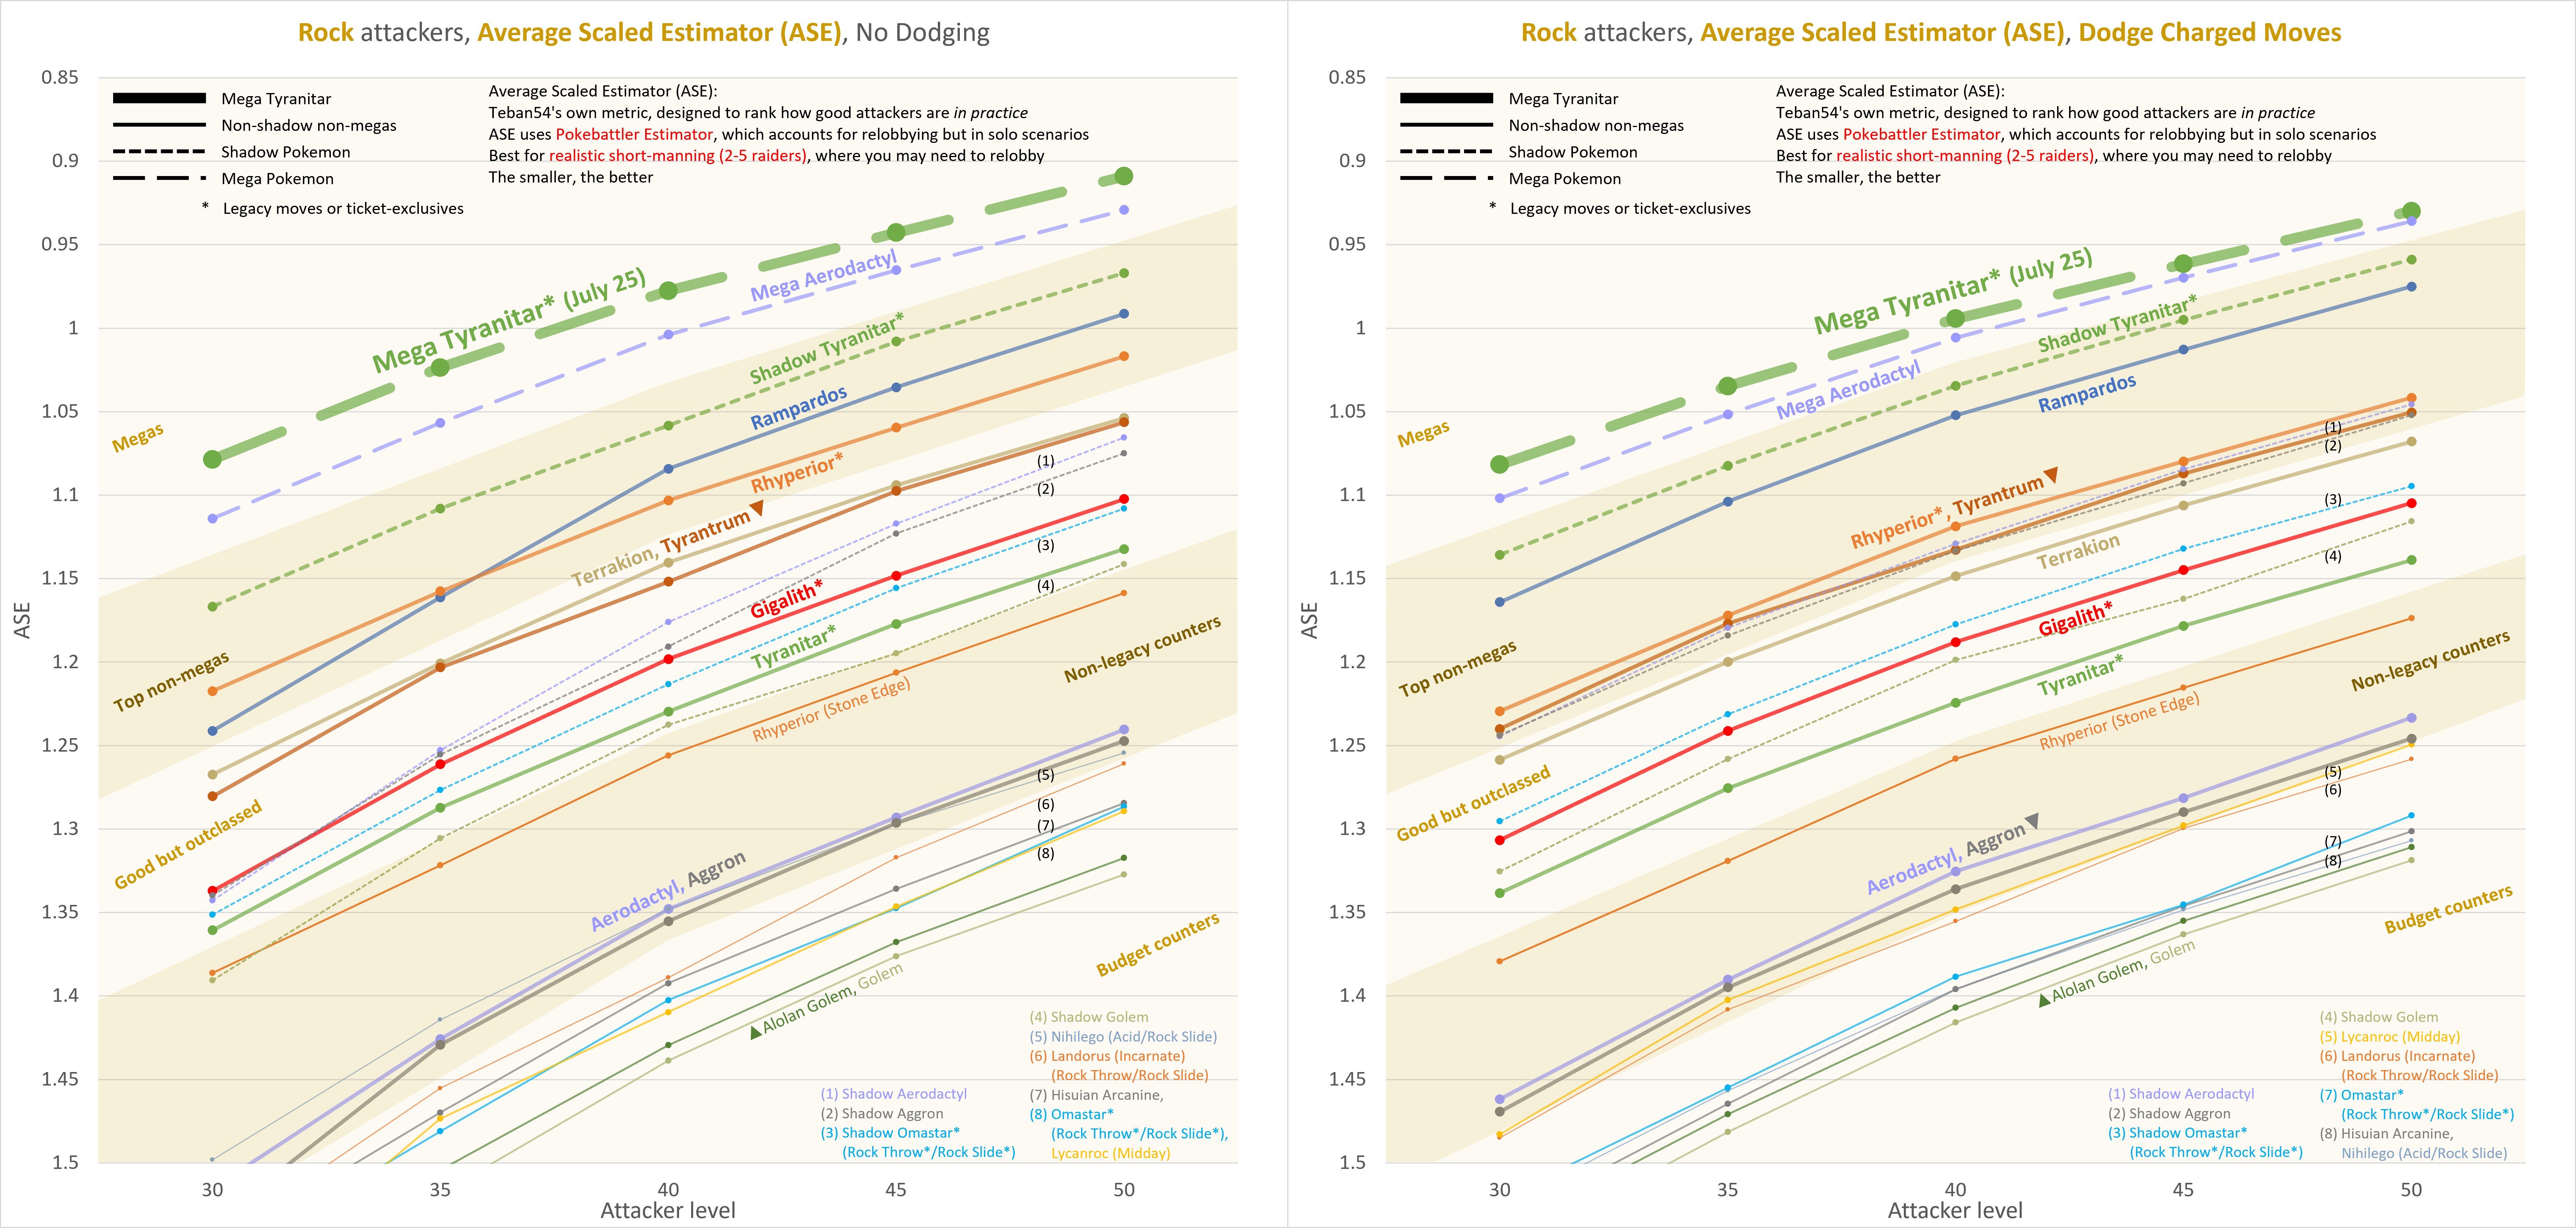 Rock attackers, Average Scaled Estimator (ASE), No Dodging
0.85
0.9
0.95
1
1.05
1.1
1.15
1.2
1.25
1.3
1.35
1.4
1.45
1.5
ASE
Mega Tyranitar
Non-shadow non-megas
Shadow Pokemon
Mega Pokemon
* Legacy moves or ticket-exclusives
Average Scaled Estimator (ASE):
Teban54's own metric, designed to rank how good attackers are in practice
ASE uses Pokebattler Estimator, which accounts for relobbying but in solo scenarios
Best for realistic short-manning (2-5 raiders), where you may need to relobby
The smaller, the better
Mega Tyranitar* (July 25)
Mega Aerodactyl
Shadow Tyranitar*
Rampardos
Megas
Rhyperior*
(1)
(2)
Terrakion, Tyrantrum ▼
(3)
Gigalith*
(4)
Tyranitar*
Top non-megas
Non-legacy counters
Rhyperior (Stone Edge)
(5)
(6)
(7)
(8)
Good but outclassed
Aerodactyl, Aggron
Budget counters
▲Alolan Golem, Golem
(1) Shadow Aerodactyl
(2) Shadow Aggron
(3) Shadow Omastar*
(Rock Throw*/Rock Slide*)
(4) Shadow Golem
(5) Nihilego (Acid/Rock Slide)
(6) Landorus (Incarnate)
(Rock Throw/Rock Slide)
(7) Hisuian Arcanine,
(8) Omastar*
(Rock Throw*/Rock Slide*),
Lycanroc (Midday)
30
35
40
45
50
Attacker level
Rock attackers, Average Scaled Estimator (ASE), Dodge Charged Moves
0.85
0.9
0.95
1
1.05
1.1
1.15
1.2
1.25
1.3
1.35
1.4
1.45
1.5
ASE
Mega Tyranitar
Non-shadow non-megas
Shadow Pokemon
Mega Pokemon
* Legacy moves or ticket-exclusives
Average Scaled Estimator (ASE):
Teban54's own metric, designed to rank how good attackers are in practice
ASE uses Pokebattler Estimator, which accounts for relobbying but in solo scenarios
Best for realistic short-manning (2-5 raiders), where you may need to relobby
The smaller, the better
Mega Tyranitar* (July 25)
Shadow Tyranitar*
Mega Aerodactyl
Rampardos
Megas
(1)
(2)
Rhyperior*, Tyrantrum ▼
(3)
Terrakion
(4)
Gigalith*
Tyranitar*
Top non-megas
Non-legacy counters
Rhyperior (Stone Edge)
(5)
(6)
Good but outclassed
Aerodactyl, Aggron ▼
(7)
(8)
Budget counters
▲Alolan Golem, Golem
(1) Shadow Aerodactyl
(2) Shadow Aggron
(3) Shadow Omastar*
(Rock Throw*/Rock Slide*)
(4) Shadow Golem
(5) Lycanroc (Midday)
(6) Landorus (Incarnate)
(Rock Throw/Rock Slide)
(7) Omastar*
(Rock Throw*/Rock Slide*)
(8) Hisuian Arcanine,
Nihilego (Acid/Rock Slide)
30
35
40
45
50
Attacker level